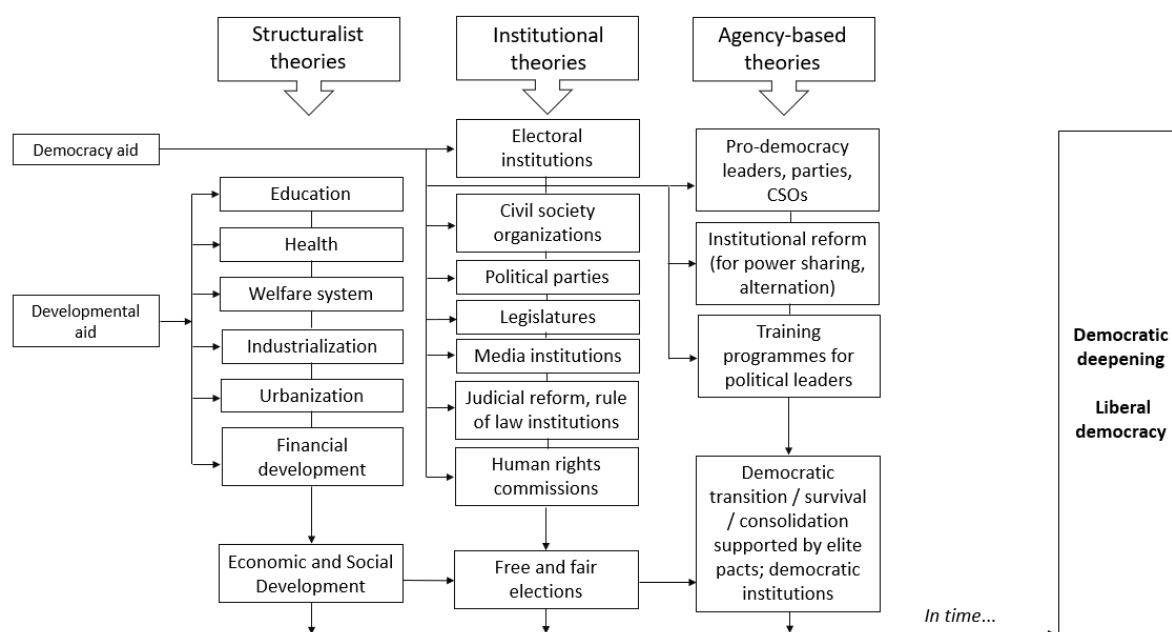 Structuralist
theories
Institutional
theories
Agency-based
theories
Democracy aid
Developmental
aid
Education
Health
Welfare system
Industrialization
Urbanization
Financial
development
Economic and Social
Development
Electoral
institutions
Civil society
organizations
Political parties
Legislatures
Media institutions
Judicial reform, rule
of law institutions
Human rights
commissions
Free and fair
elections
Pro-democracy
leaders, parties,
CSOs
Institutional reform
(for power sharing,
alternation)
Training
programmes for
political leaders
Democratic
transition / survival
/ consolidation
supported by elite
pacts; democratic
institutions
In time...
Democratic
deepening
Liberal
democracy